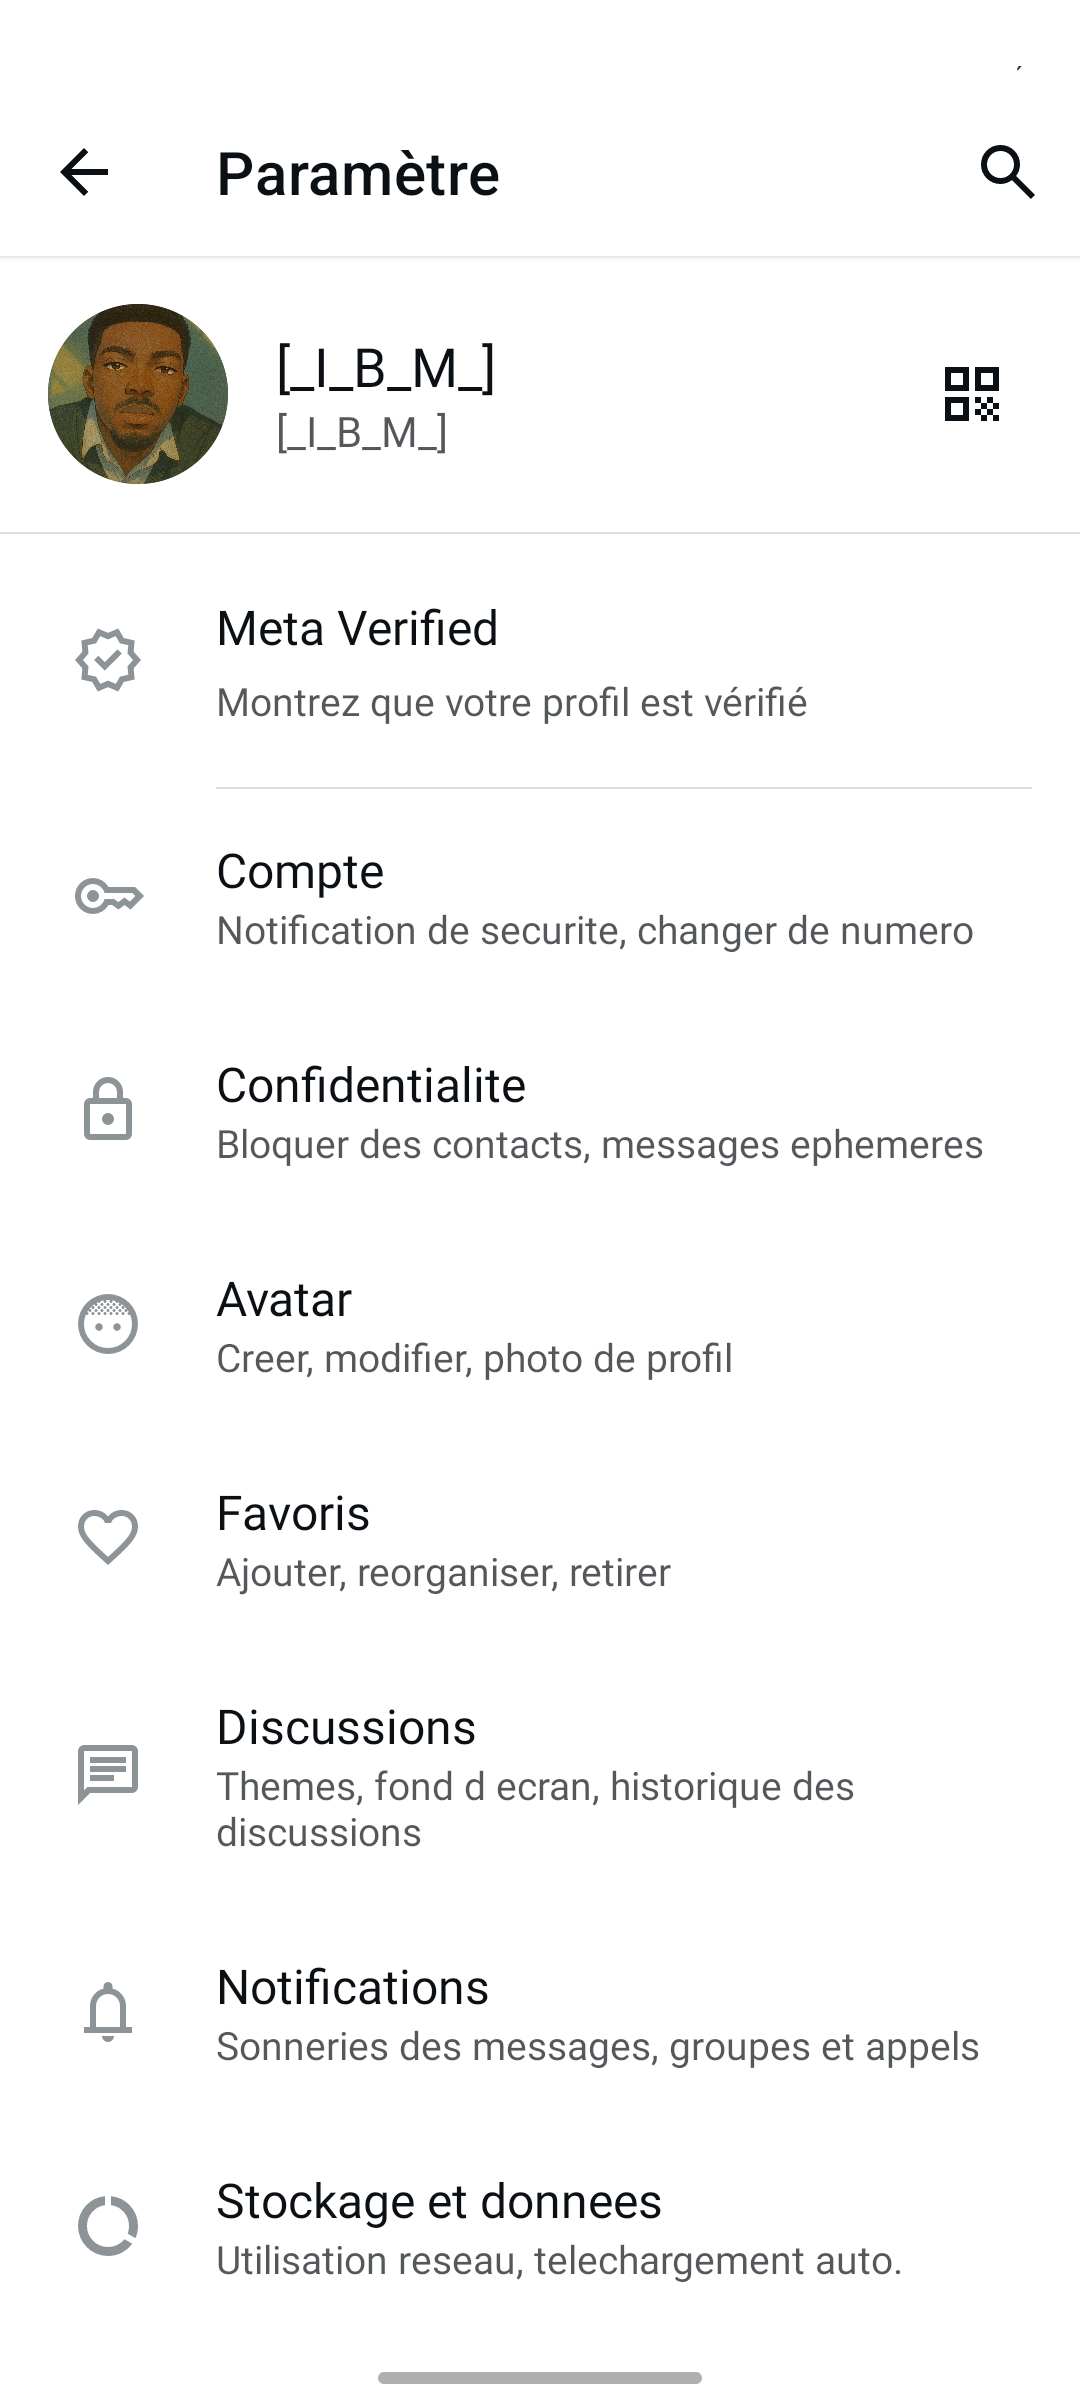 Paramètre
[_I_B_M_]
[_I_B_M_]
Meta Verified
Montrez que votre profil est vérifié
Compte
Notification de securite, changer de numero
Confidentialite
Bloquer des contacts, messages ephemeres
Avatar
Creer, modifier, photo de profil
Favoris
Ajouter, reorganiser, retirer
Discussions
Themes, fond d ecran, historique des
discussions
Notifications
Sonneries des messages, groupes et appels
Stockage et donnees
Utilisation reseau, telechargement auto.